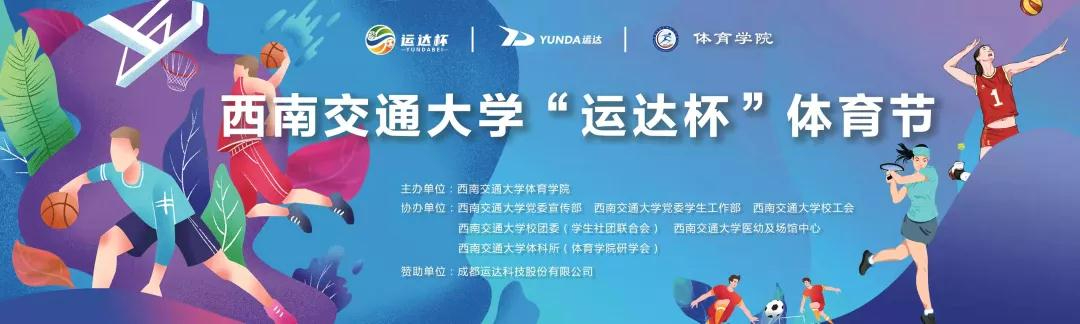 运达杯 YUNDA运达 体育学院
YUNDABEI
西南交通大学“运达杯”体育节
主办单位：西南交通大学体育学院
协办单位：西南交通大学党委宣传部 西南交通大学党委学生工作部 西南交通大学校工会
西南交通大学校团委（学生社团联合会） 西南交通大学医幼及场馆中心
西南交通大学体科所（体育学院研学会）
赞助单位：成都运达科技股份有限公司
1